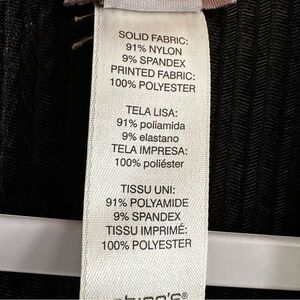 SOLID FABRIC:
91% NYLON
9% SPANDEX
PRINTED FABRIC:
100% POLYESTER
TELA LISA:
91% poliamida
9% elastano
TELA IMPRESA:
100% poliéster
TISSU UNI:
91% POLYAMIDE
9% SPANDEX
TISSU IMPRIMÉ:
100% POLYESTER
chico's®